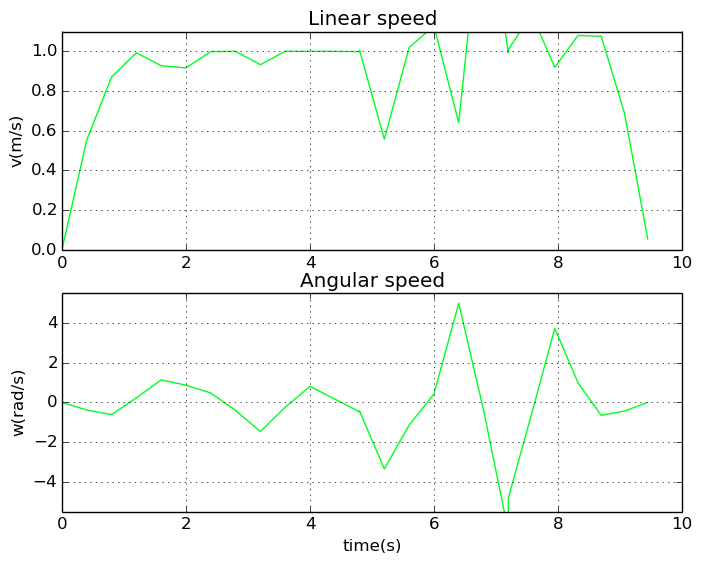 Linear speed
1.0
0.8
0.6
0.4
0.2
0.0
v(m/s)
0 2 4 6 8 10
Angular speed
4
2
0
−2
−4
w(rad/s)
0 2 4 6 8 10
time(s)